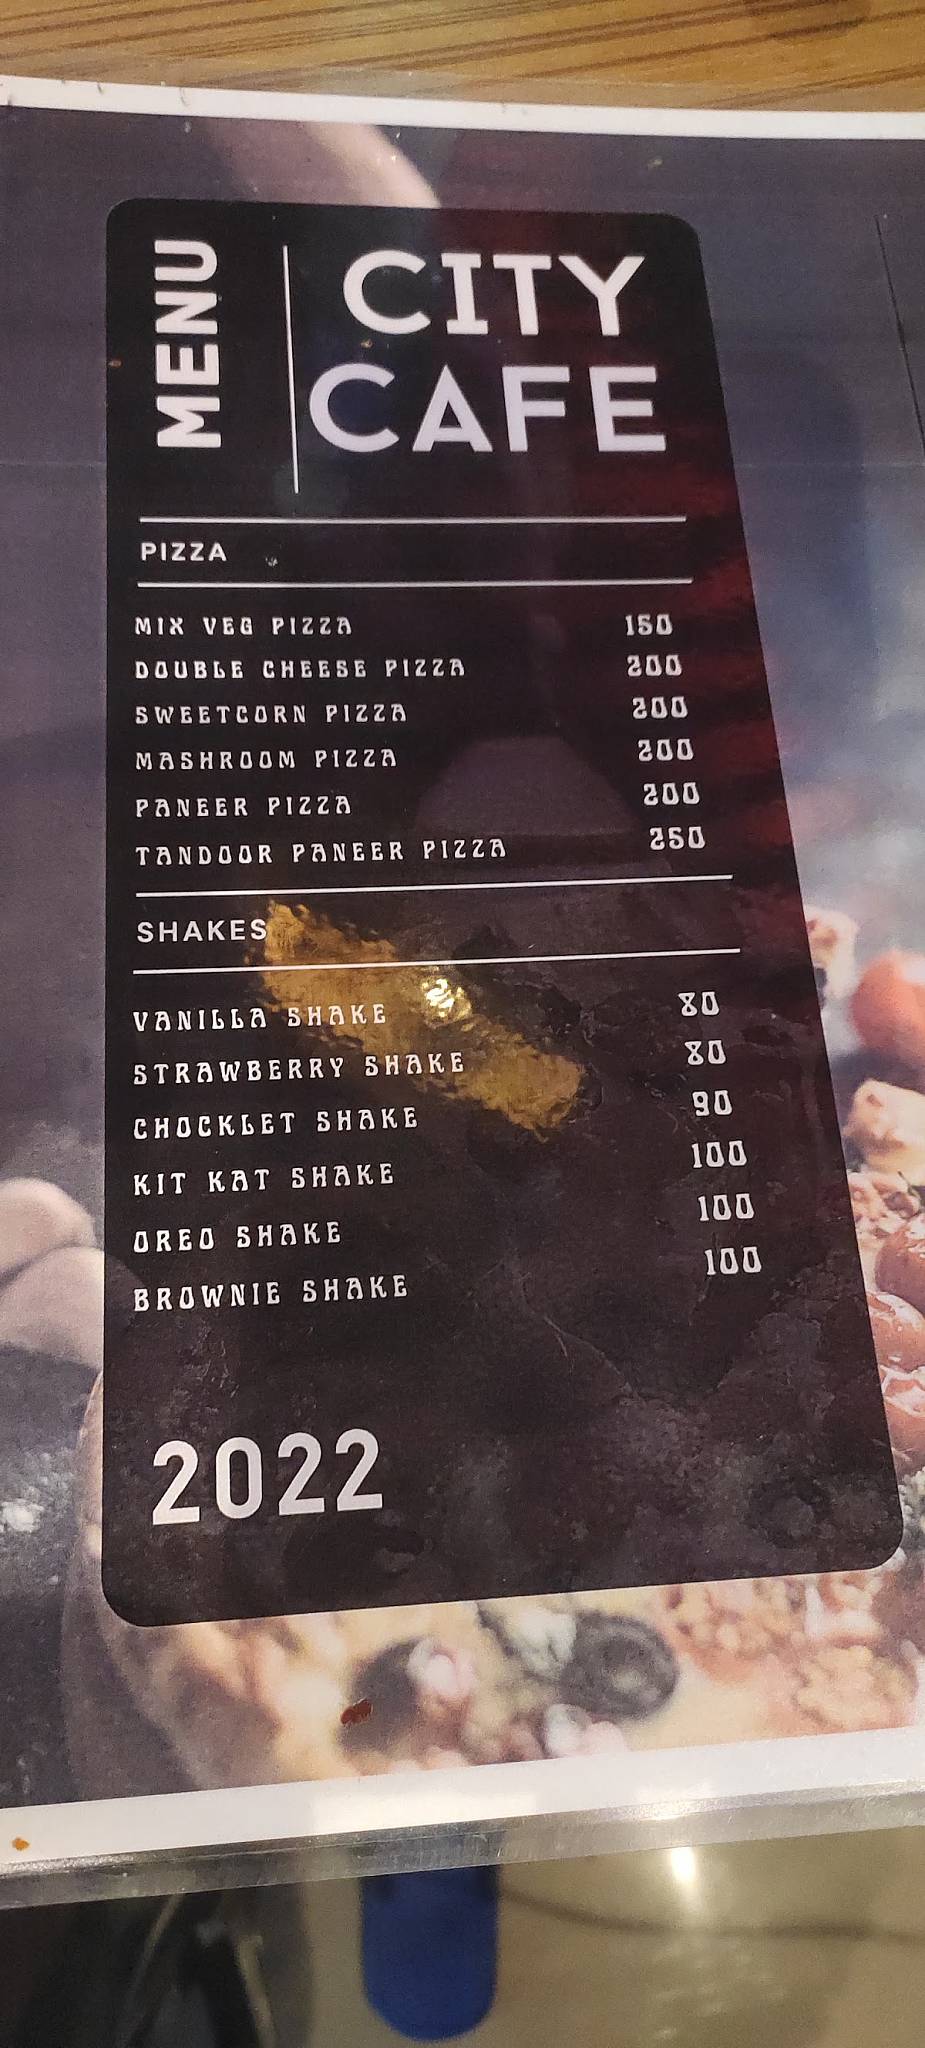 MENU
CITY
CAFE
PIZZA
MIX VEG PIZZA 150
DOUBLE CHEESE PIZZA 200
SWEETCORN PIZZA 200
MASHROOM PIZZA 200
PANEER PIZZA 200
TANDOOR PANEER PIZZA 250
SHAKES
VANILLA SHAKE 80
STRAWBERRY SHAKE 80
CHOCKLET SHAKE 90
KIT KAT SHAKE 100
OREO SHAKE 100
BROWNIE SHAKE 100
2022